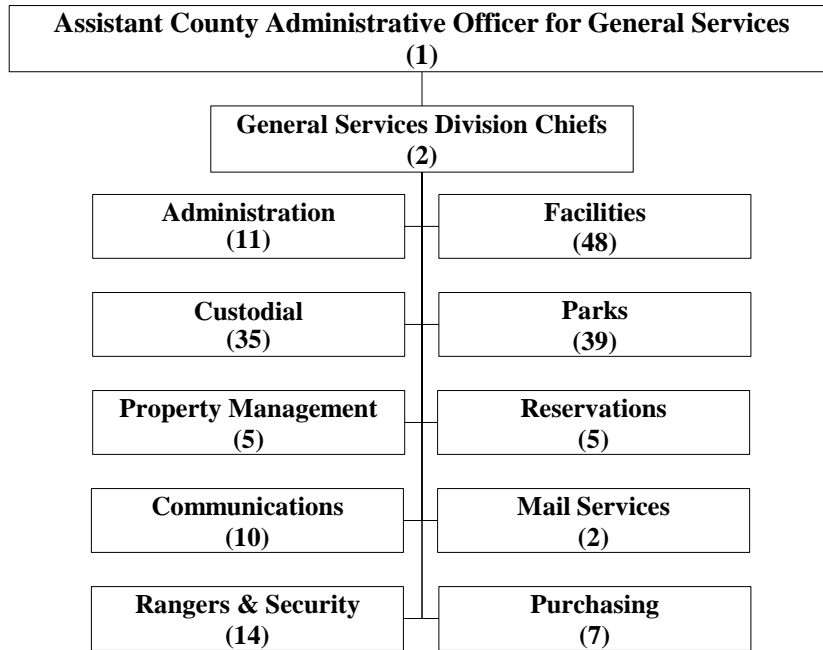 Assistant County Administrative Officer for General Services
(1)
General Services Division Chiefs
(2)
Administration
(11)
Facilities
(48)
Custodial
(35)
Parks
(39)
Property Management
(5)
Reservations
(5)
Communications
(10)
Mail Services
(2)
Rangers & Security
(14)
Purchasing
(7)